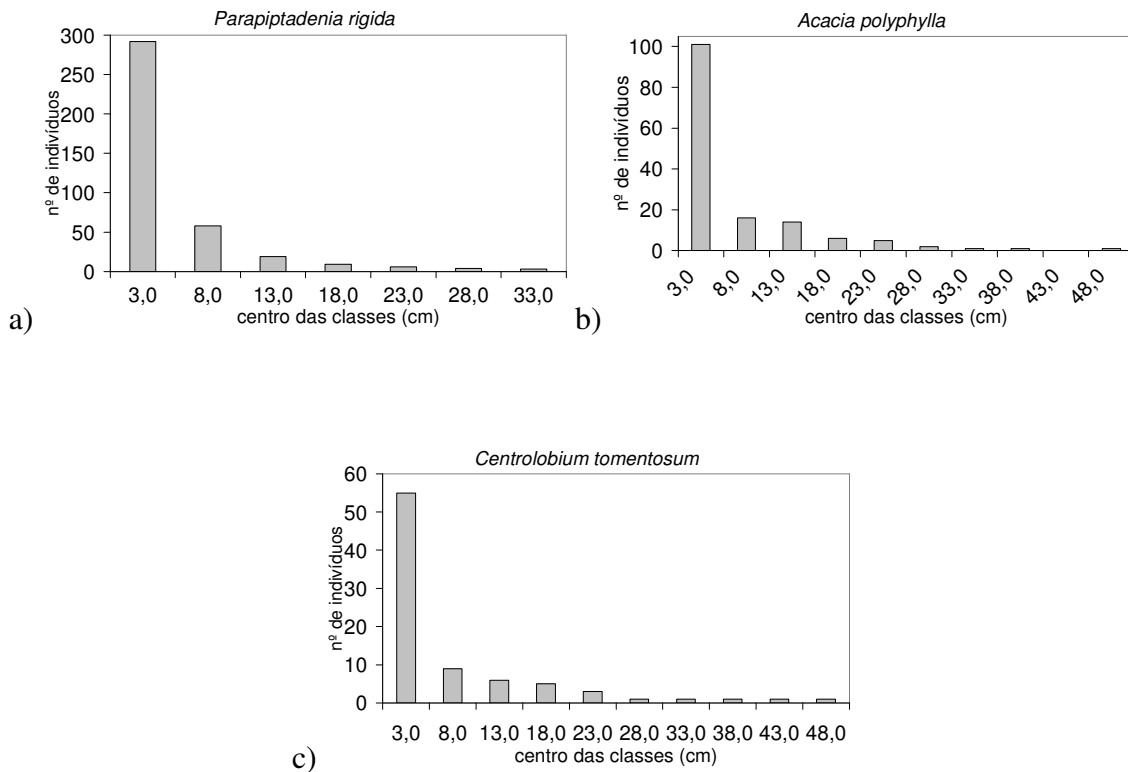 Parapiptadenia rigida
300
250
200
150
100
50
0
nº de indivíduos
3,0 8,0 13,0 18,0 23,0 28,0 33,0
centro das classes (cm)
a)
Acacia polyphylla
100
80
60
40
20
0
nº de indivíduos
3,0 8,0 13,0 18,0 23,0 28,0 33,0 38,0 43,0 48,0
centro das classes (cm)
b)
Centrolobium tomentosum
60
50
40
30
20
10
0
nº de indivíduos
3,0 8,0 13,0 18,0 23,0 28,0 33,0 38,0 43,0 48,0
centro das classes (cm)
c)